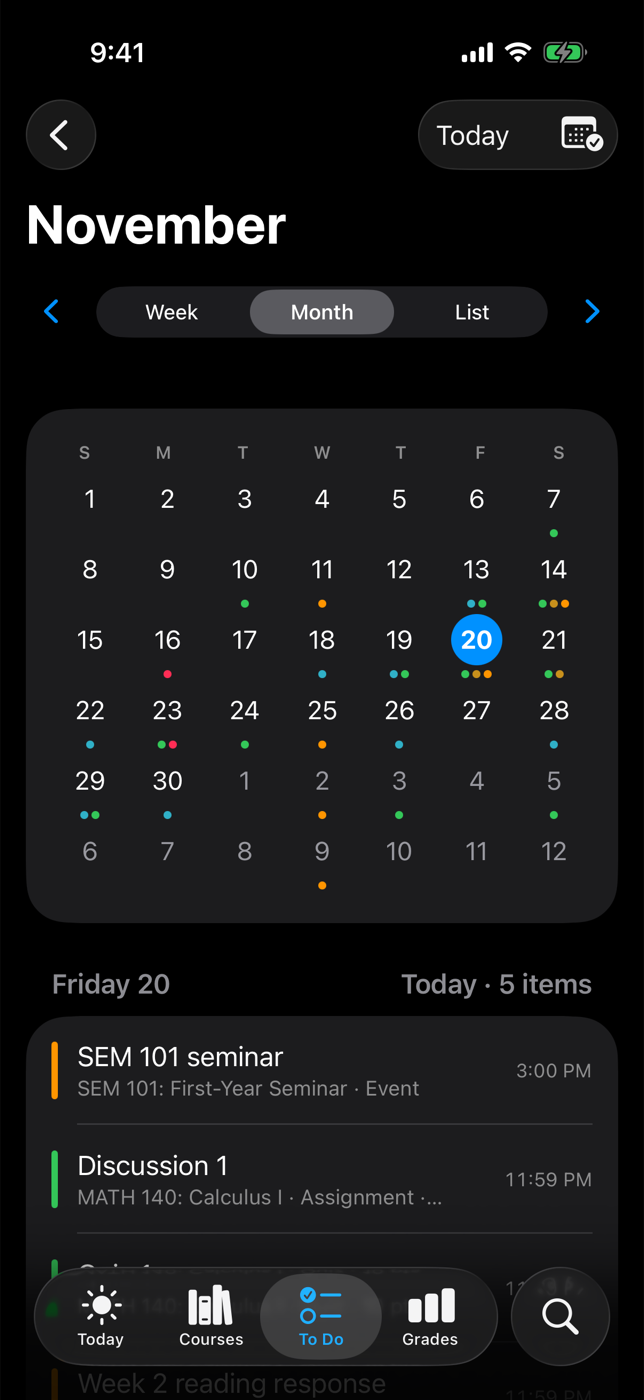 9:41
Today
November
Week Month List
S M T W T F S
1 2 3 4 5 6 7
8 9 10 11 12 13 14
15 16 17 18 19 20 21
22 23 24 25 26 27 28
29 30 1 2 3 4 5
6 7 8 9 10 11 12
Friday 20 Today · 5 items
SEM 101 seminar
3:00 PM
SEM 101: First-Year Seminar · Event
Discussion 1
11:59 PM
MATH 140: Calculus I · Assignment ·...
Today Courses To Do Grades
Week 2 reading response
11:59 PM